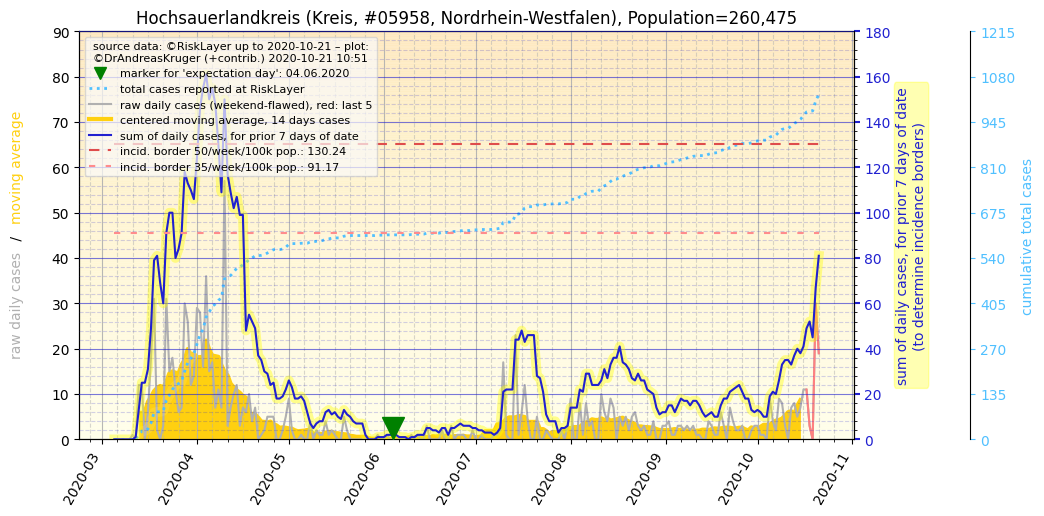 Hochsauerlandkreis (Kreis, #05958, Nordrhein-Westfalen), Population=260,475
source data: ©RiskLayer up to 2020-10-21 – plot:
©DrAndreasKruger (+contrib.) 2020-10-21 10:51
marker for 'expectation day': 04.06.2020
total cases reported at RiskLayer
raw daily cases (weekend-flawed), red: last 5
centered moving average, 14 days cases
sum of daily cases, for prior 7 days of date
incid. border 50/week/100k pop.: 130.24
incid. border 35/week/100k pop.: 91.17
raw daily cases / moving average
90
80
70
60
50
40
30
20
10
0
2020-03
2020-04
2020-05
2020-06
2020-07
2020-08
2020-09
2020-10
2020-11
180
160
140
120
100
80
60
40
20
0
sum of daily cases, for prior 7 days of date
(to determine incidence borders)
1215
1080
945
810
675
540
405
270
135
0
cumulative total cases